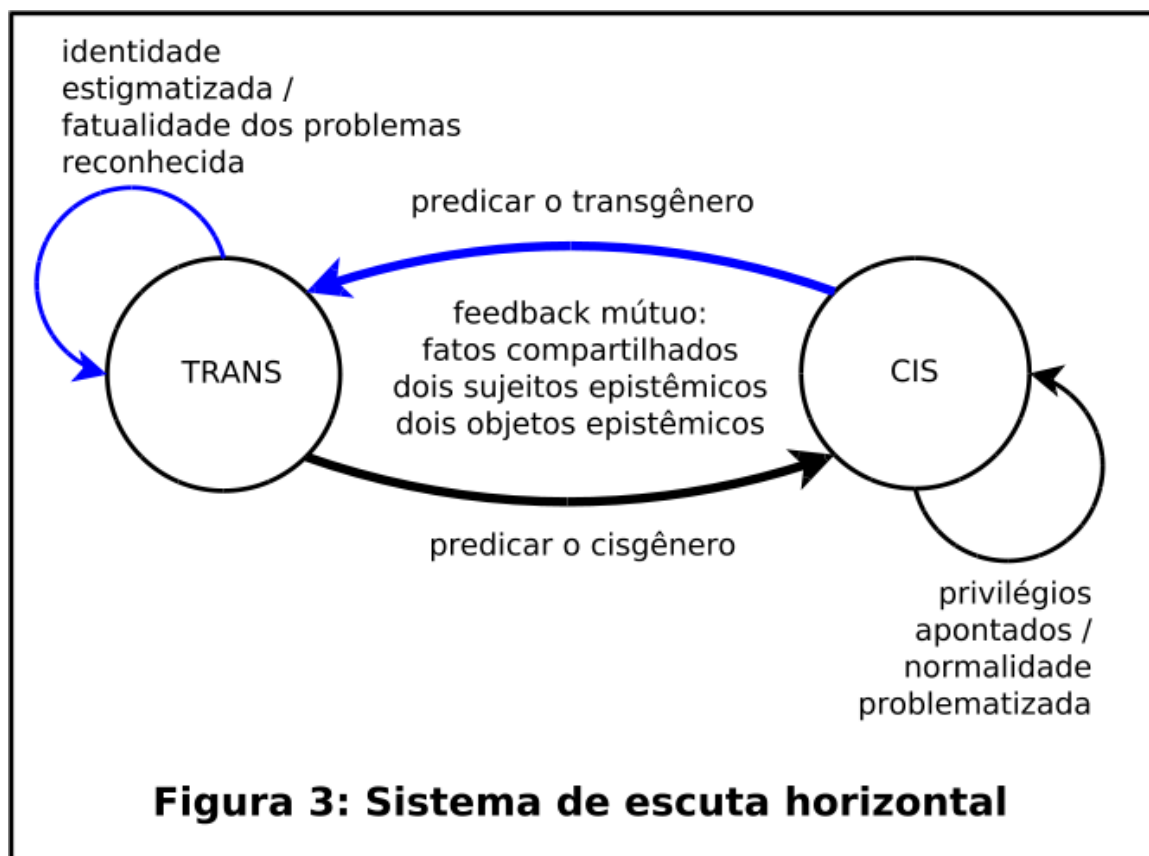 identidade
estigmatizada /
fatualidade dos problemas
reconhecida
predicar o transgênero
feedback mútuo:
fatos compartilhados
dois sujeitos epistêmicos
dois objetos epistêmicos
TRANS
CIS
predicar o cisgênero
privilégios
apontados /
normalidade
problematizada
Figura 3: Sistema de escuta horizontal